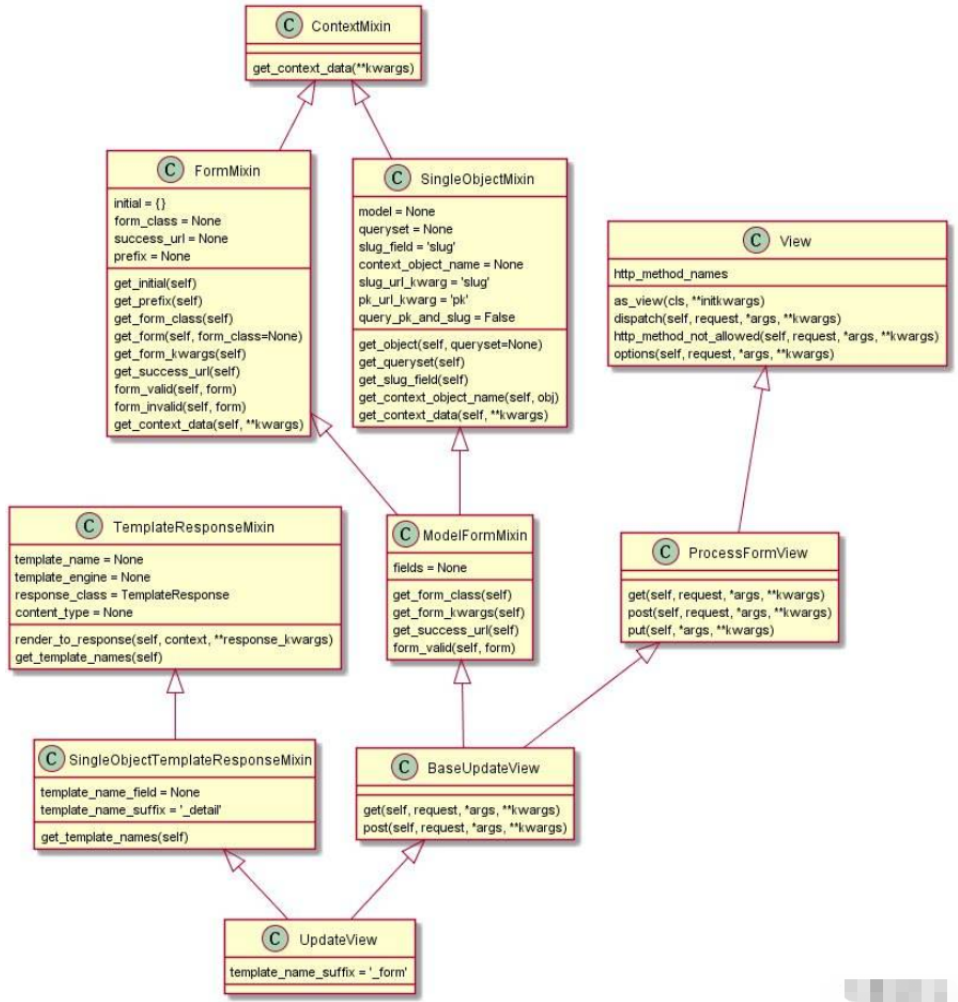 C ContextMixin
get_context_data(**kwargs)
C FormMixin
initial = {}
form_class = None
success_url = None
prefix = None
get_initial(self)
get_prefix(self)
get_form_class(self)
get_form(self, form_class=None)
get_form_kwargs(self)
get_success_url(self)
form_valid(self, form)
form_invalid(self, form)
get_context_data(self, **kwargs)
C SingleObjectMixin
model = None
queryset = None
slug_field = 'slug'
context_object_name = None
slug_url_kwarg = 'slug'
pk_url_kwarg = 'pk'
query_pk_and_slug = False
get_object(self, queryset=None)
get_queryset(self)
get_slug_field(self)
get_context_object_name(self, obj)
get_context_data(self, **kwargs)
C View
http_method_names
as_view(cls, **initkwargs)
dispatch(self, request, *args, **kwargs)
http_method_not_allowed(self, request, *args, **kwargs)
options(self, request, *args, **kwargs)
C TemplateResponseMixin
template_name = None
template_engine = None
response_class = TemplateResponse
content_type = None
render_to_response(self, context, **response_kwargs)
get_template_names(self)
C ModelFormMixin
fields = None
get_form_class(self)
get_form_kwargs(self)
get_success_url(self)
form_valid(self, form)
C ProcessFormView
get(self, request, *args, **kwargs)
post(self, request, *args, **kwargs)
put(self, *args, **kwargs)
C SingleObjectTemplateResponseMixin
template_name_field = None
template_name_suffix = '_detail'
get_template_names(self)
C BaseUpdateView
get(self, request, *args, **kwargs)
post(self, request, *args, **kwargs)
C UpdateView
template_name_suffix = '_form'